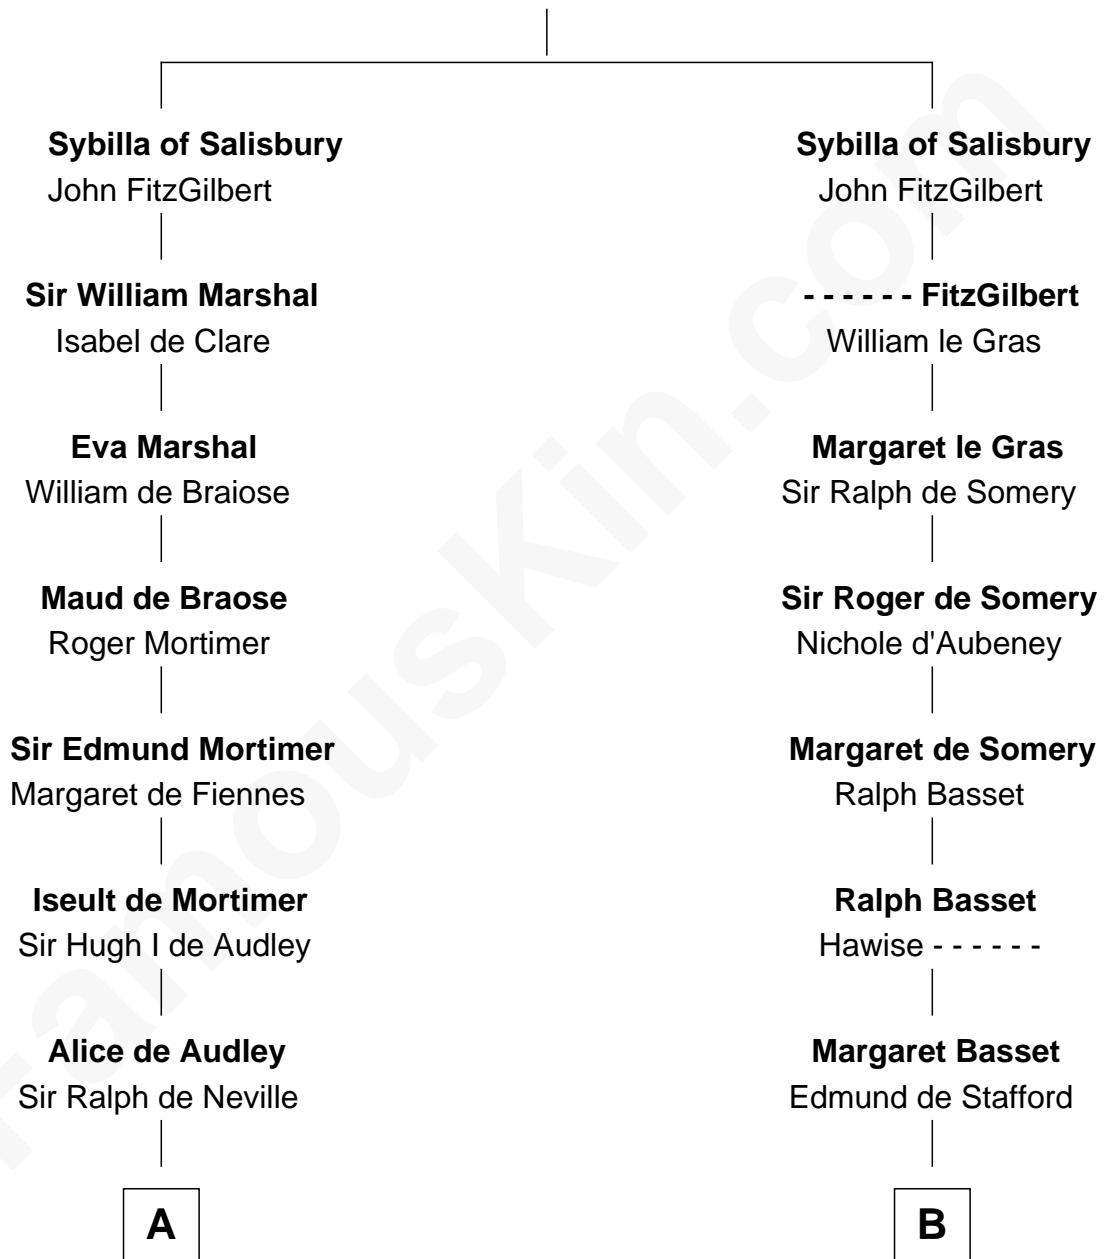 Sybilla of Salisbury
John FitzGilbert
Sir William Marshal
Isabel de Clare
Eva Marshal
William de Braiose
Maud de Braose
Roger Mortimer
Sir Edmund Mortimer
Margaret de Fiennes
Iseult de Mortimer
Sir Hugh I de Audley
Alice de Audley
Sir Ralph de Neville
A
Sybilla of Salisbury
John FitzGilbert
- - - - - - FitzGilbert
William le Gras
Margaret le Gras
Sir Ralph de Somery
Sir Roger de Somery
Nichole d'Aubeney
Margaret de Somery
Ralph Basset
Ralph Basset
Hawise - - - - - -
Margaret Basset
Edmund de Stafford
B
FamousKin.com